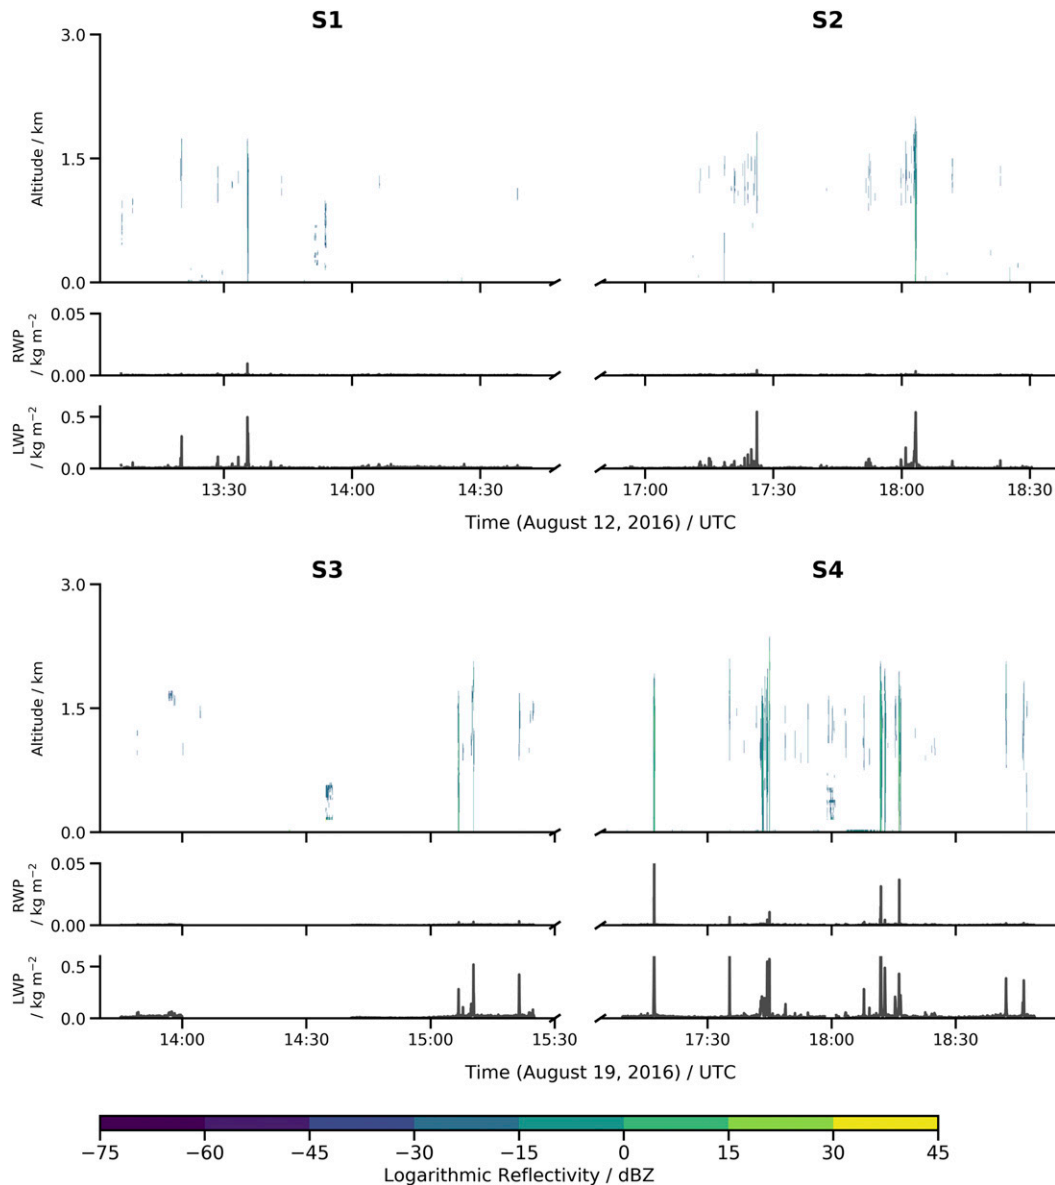 S1 S2
3.0
1.5
0.0
Altitude / km
0.05
0.00
RWP
/ kg m−2
0.5
0.0
LWP
/ kg m−2
13:30 14:00 14:30 17:00 17:30 18:00 18:30
Time (August 12, 2016) / UTC
S3 S4
3.0
1.5
0.0
Altitude / km
0.05
0.00
RWP
/ kg m−2
0.5
0.0
LWP
/ kg m−2
14:00 14:30 15:00 15:30 17:30 18:00 18:30
Time (August 19, 2016) / UTC
−75 −60 −45 −30 −15 0 15 30 45
Logarithmic Reflectivity / dBZ